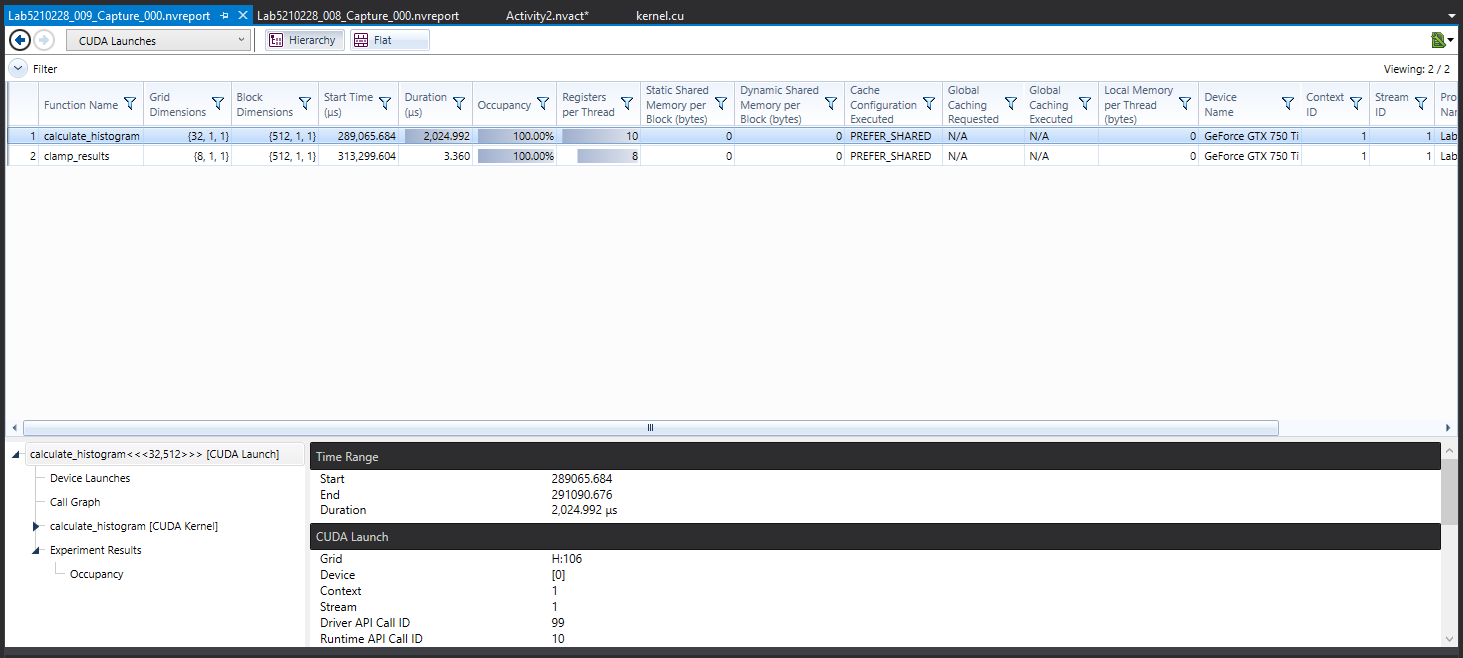 Lab5210228_009_Capture_000.nvreport Lab5210228_008_Capture_000.nvreport Activity2.nvact* kernel.cu
CUDA Launches Hierarchy Flat
Filter Viewing: 2 / 2
Function Name Grid Dimensions Block Dimensions Start Time (µs) Duration (µs) Occupancy Registers per Thread Static Shared Memory per Block (bytes) Dynamic Shared Memory per Block (bytes) Cache Configuration Executed Global Caching Requested Global Caching Executed Local Memory per Thread (bytes) Device Name Context ID Stream ID Pro Nar
1 calculate_histogram {32, 1, 1} {512, 1, 1} 289,065.684 2,024.992 100.00% 10 0 0 PREFER_SHARED N/A N/A 0 GeForce GTX 750 Ti 1 1 Lab
2 clamp_results {8, 1, 1} {512, 1, 1} 313,299.604 3.360 100.00% 8 0 0 PREFER_SHARED N/A N/A 0 GeForce GTX 750 Ti 1 1 Lab
calculate_histogram<<<32,512>>> [CUDA Launch]
Device Launches
Call Graph
calculate_histogram [CUDA Kernel]
Experiment Results
Occupancy
Time Range
Start 289065.684
End 291090.676
Duration 2,024.992 µs
CUDA Launch
Grid H:106
Device [0]
Context 1
Stream 1
Driver API Call ID 99
Runtime API Call ID 10